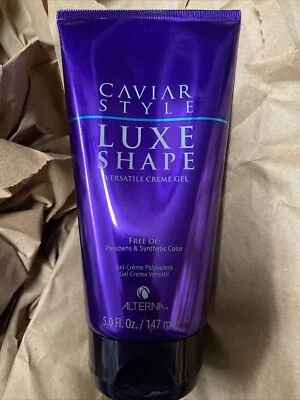 CAVIAR
STYLE
LUXE
SHAPE
VERSATILE CREME GEL
FREE OF:
Parabens & Synthetic Color
Gel-Crème Polyvalent
Gel-Crema Versátil
ALTERNA
5.0 Fl. Oz. / 147 m